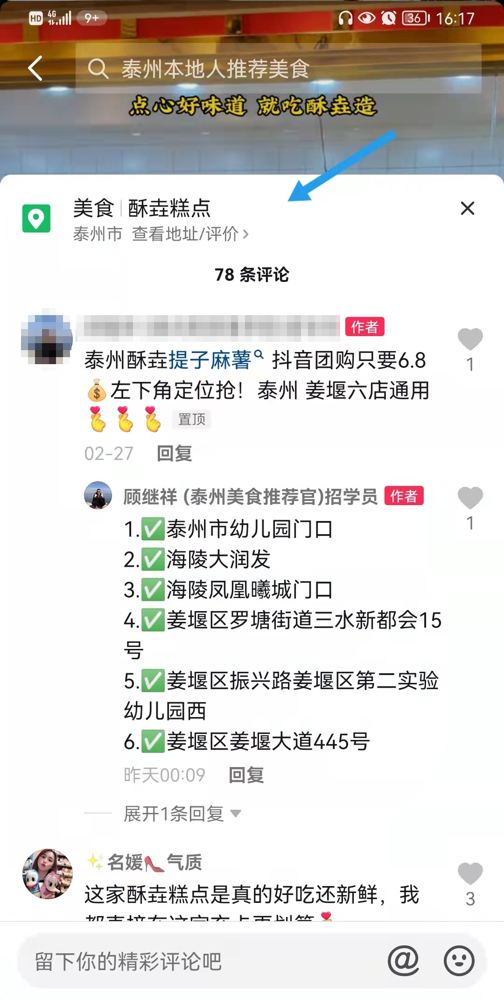 HD 4G 9+ 36 16:17
泰州本地人推荐美食
点心好味道 就吃酥垚造
美食 | 酥垚糕点
泰州市 查看地址/评价 >
78 条评论
作者
泰州酥垚提子麻薯 抖音团购只要6.8
1
💰左下角定位抢！泰州 姜堰六店通用
🫰🫰🫰 置顶
02-27 回复
顾继祥 (泰州美食推荐官)招学员 作者
1
1.✅泰州市幼儿园门口
2.✅海陵大润发
3.✅海陵凤凰曦城门口
4.✅姜堰区罗塘街道三水新都会15
号
5.✅姜堰区振兴路姜堰区第二实验
幼儿园西
6.✅姜堰区姜堰大道445号
昨天00:09 回复
展开1条回复
✨名媛👠气质
这家酥垚糕点是真的好吃还新鲜，我
3
留下你的精彩评论吧 @